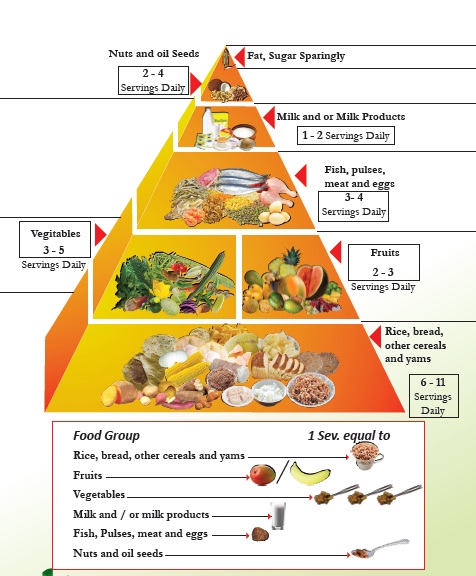 Nuts and oil Seeds
2 - 4
Servings Daily
Fat, Sugar Sparingly
Milk and or Milk Products
1 - 2 Servings Daily
Fish, pulses,
meat and eggs
3- 4
Servings Daily
Vegitables
3 - 5
Servings Daily
Fruits
2 - 3
Servings Daily
Rice, bread,
other cereals
and yams
6 - 11
Servings
Daily
Food Group 1 Sev. equal to
Rice, bread, other cereals and yams
Fruits
/
Vegetables
Milk and / or milk products
Fish, Pulses, meat and eggs
Nuts and oil seeds